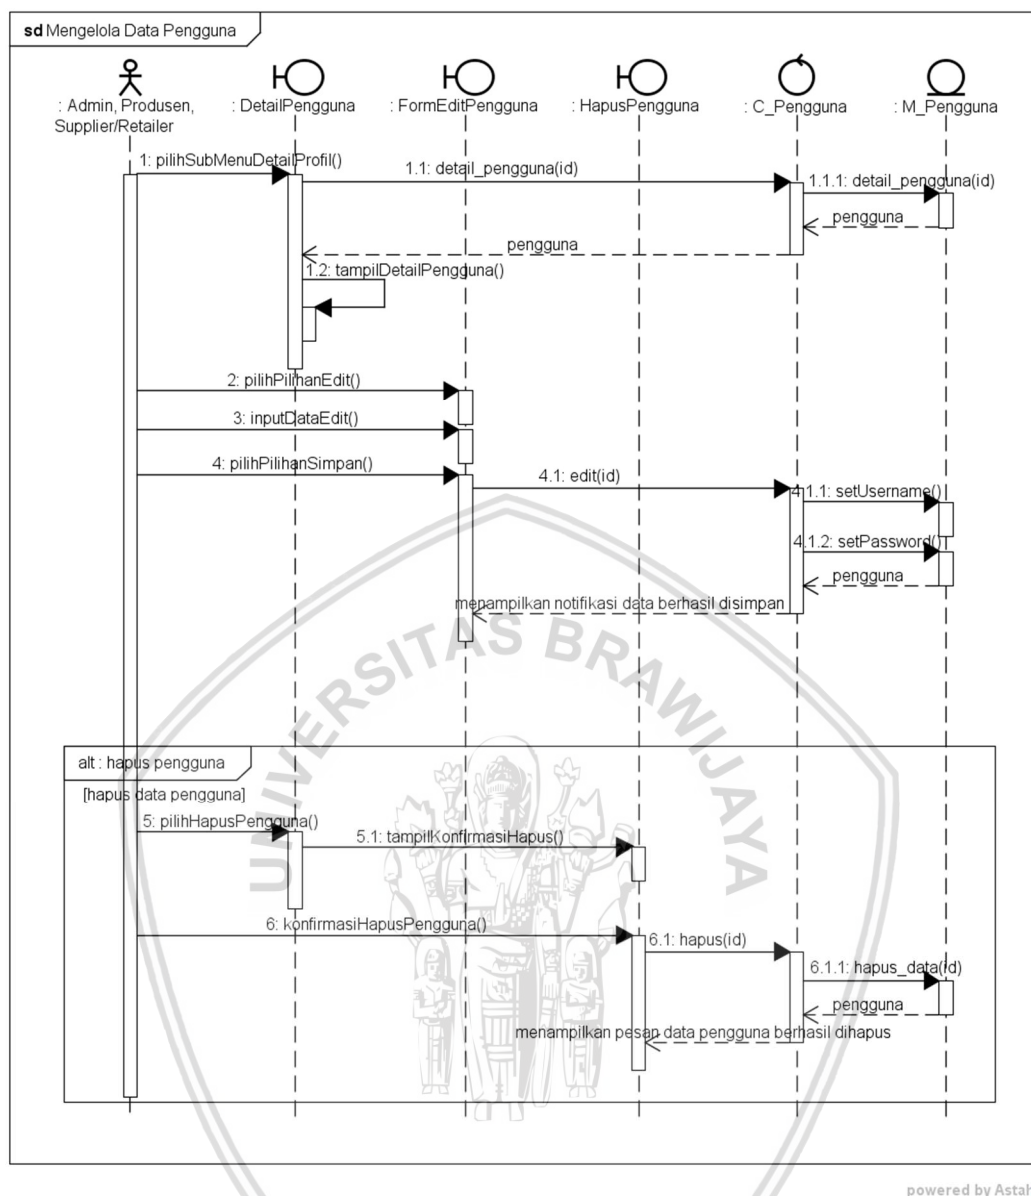 sd Mengelola Data Pengguna
: Admin, Produsen,
Supplier/Retailer
: DetailPengguna
: FormEditPengguna
: HapusPengguna
: C_Pengguna
: M_Pengguna
1: pilihSubMenuDetailProfil()
1.1: detail_pengguna(id)
1.1.1: detail_pengguna(id)
pengguna
pengguna
1.2: tampilDetailPengguna()
2: pilihPilihanEdit()
3: inputDataEdit()
4: pilihPilihanSimpan()
4.1: edit(id)
4.1.1: setUsername()
4.1.2: setPassword()
pengguna
menampilkan notifikasi data berhasil disimpan
UNIVERSITAS BRAWIJAYA
alt : hapus pengguna
[hapus data pengguna]
5: pilihHapusPengguna()
5.1: tampilKonfirmasiHapus()
6: konfirmasiHapusPengguna()
6.1: hapus(id)
6.1.1: hapus_data(id)
pengguna
menampilkan pesan data pengguna berhasil dihapus
powered by Astah